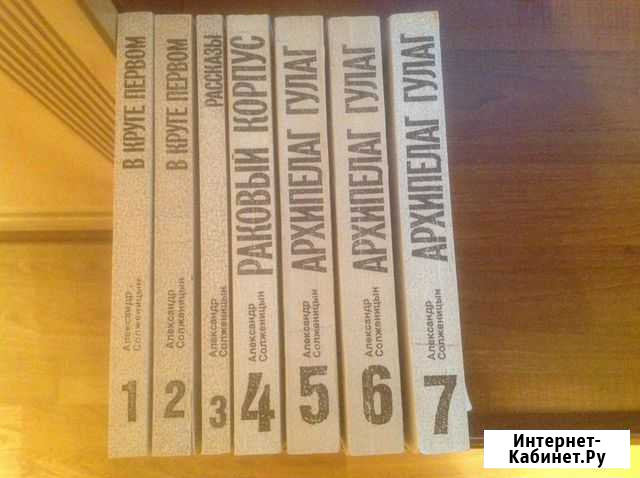 В КРУГЕ ПЕРВОМ
Александр
Солженицын
1
В КРУГЕ ПЕРВОМ
Александр
Солженицын
2
РАССКАЗЫ
Александр
Солженицын
3
РАКОВЫЙ КОРПУС
Александр
Солженицын
4
АРХИПЕЛАГ ГУЛАГ
Александр
Солженицын
5
АРХИПЕЛАГ ГУЛАГ
Александр
Солженицын
6
АРХИПЕЛАГ ГУЛАГ
Александр
Солженицын
7
Интернет-
Кабинет.Ру